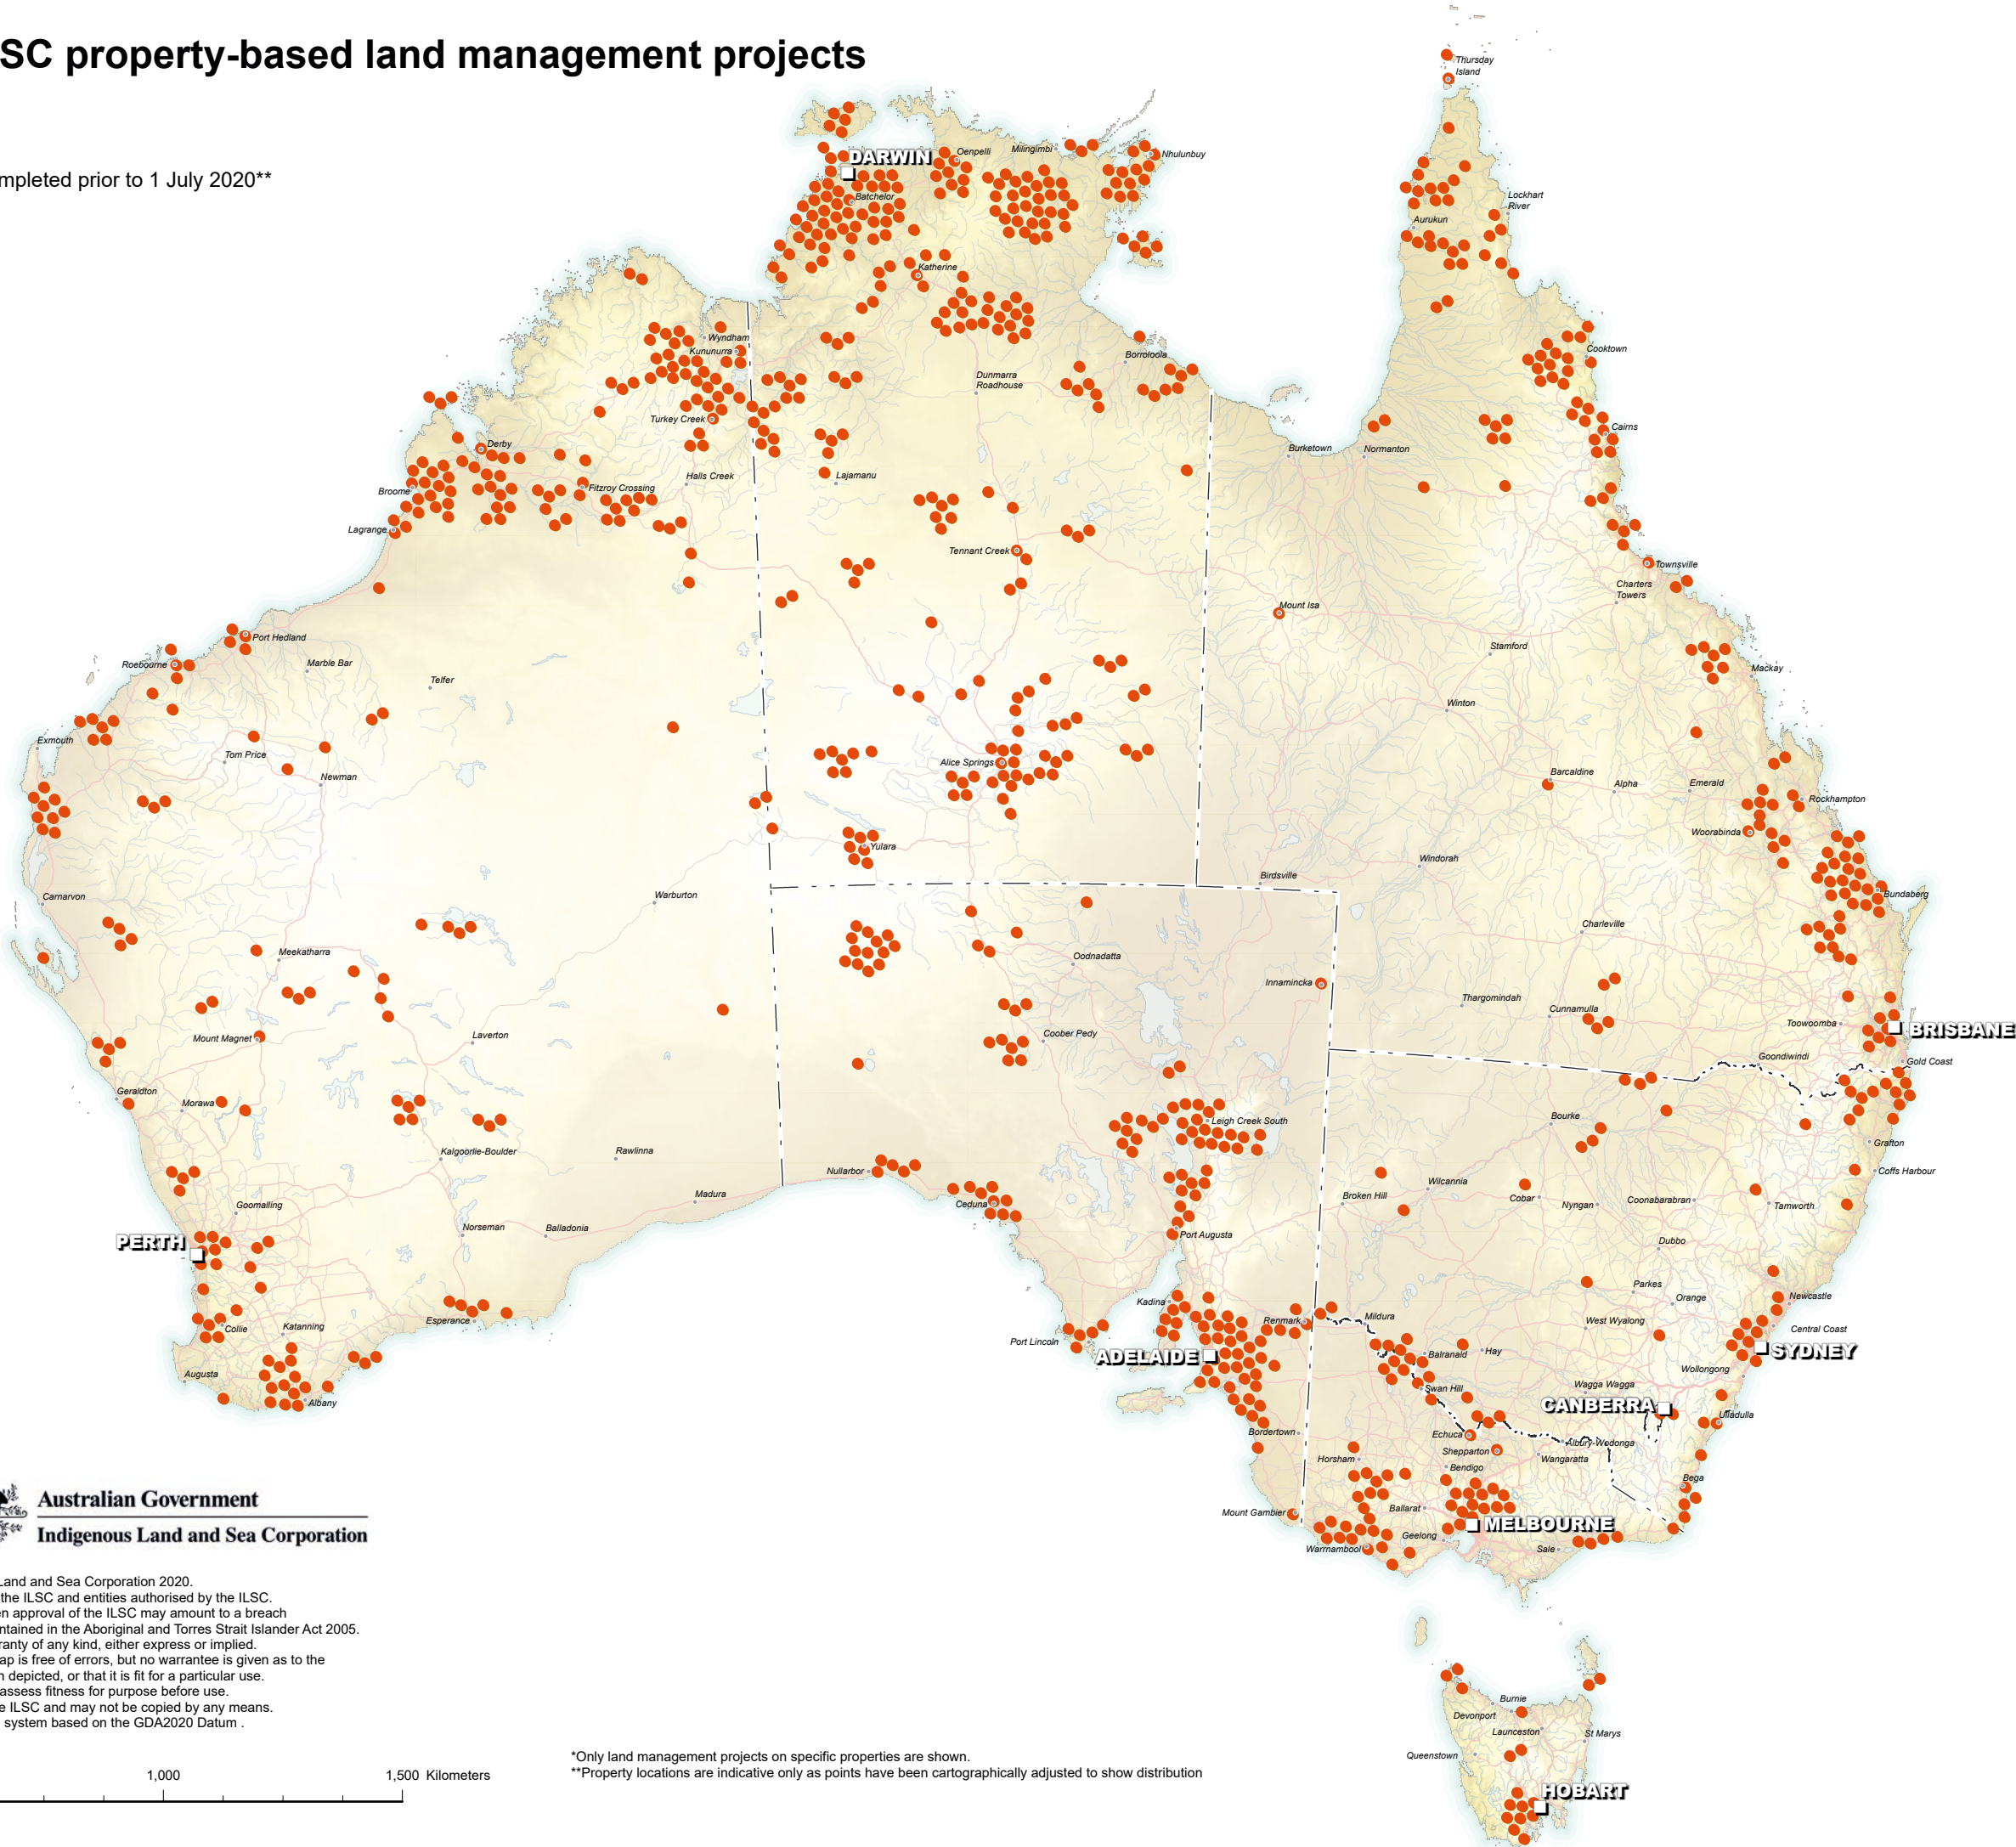 SC property-based land management projects
mpleted prior to 1 July 2020**
Thursday
Island
DARWIN
Oenpelli
Milingimbi
Nhulunbuy
Batchelor
Lockhart
River
Aurukun
Katherine
Wyndham
Kununurra
Borroloola
Cooktown
Dunmarra
Roadhouse
Turkey Creek
Cairns
Derby
Burketown
Normanton
Halls Creek
Lajamanu
Broome
Fitzroy Crossing
Lagrange
Tennant Creek
Townsville
Charters
Towers
Mount Isa
Port Hedland
Stamford
Roebourne
Marble Bar
Mackay
Telfer
Winton
Exmouth
Tom Price
Alice Springs
Newman
Barcaldine
Alpha
Emerald
Rockhampton
Woorabinda
Yulara
Windorah
Birdsville
Carnarvon
Warburton
Bundaberg
Charleville
Meekatharra
Oodnadatta
Innamincka
Thargomindah
Cunnamulla
Toowoomba
BRISBANE
Mount Magnet
Laverton
Coober Pedy
Goondiwindi
Gold Coast
Geraldton
Morawa
Bourke
Leigh Creek South
Grafton
Kalgoorlie-Boulder
Rawlinna
Nullarbor
Coffs Harbour
Wilcannia
Madura
Broken Hill
Cobar
Nyngan
Coonabarabran
Tamworth
Goomalling
Ceduna
Norseman
Balladonia
Port Augusta
PERTH
Dubbo
Parkes
Kadina
Orange
Newcastle
Esperance
Renmark
Mildura
West Wyalong
Central Coast
Collie
Katanning
Port Lincoln
ADELAIDE
Balranald
Hay
SYDNEY
Wollongong
Augusta
Swan Hill
Wagga Wagga
Albany
CANBERRA
Ulladulla
Bordertown
Echuca
Albury-Wodonga
Shepparton
Horsham
Wangaratta
Bendigo
Bega
Mount Gambier
Ballarat
MELBOURNE
Geelong
Warrnambool
Sale
Australian Government
Indigenous Land and Sea Corporation
Land and Sea Corporation 2020.
the ILSC and entities authorised by the ILSC.
en approval of the ILSC may amount to a breach
ntained in the Aboriginal and Torres Strait Islander Act 2005.
ranty of any kind, either express or implied.
ap is free of errors, but no warrantee is given as to the
n depicted, or that it is fit for a particular use.
assess fitness for purpose before use.
e ILSC and may not be copied by any means.
system based on the GDA2020 Datum .
Burnie
Devonport
Launceston
St Marys
Queenstown
HOBART
*Only land management projects on specific properties are shown.
**Property locations are indicative only as points have been cartographically adjusted to show distribution
1,000
1,500 Kilometers